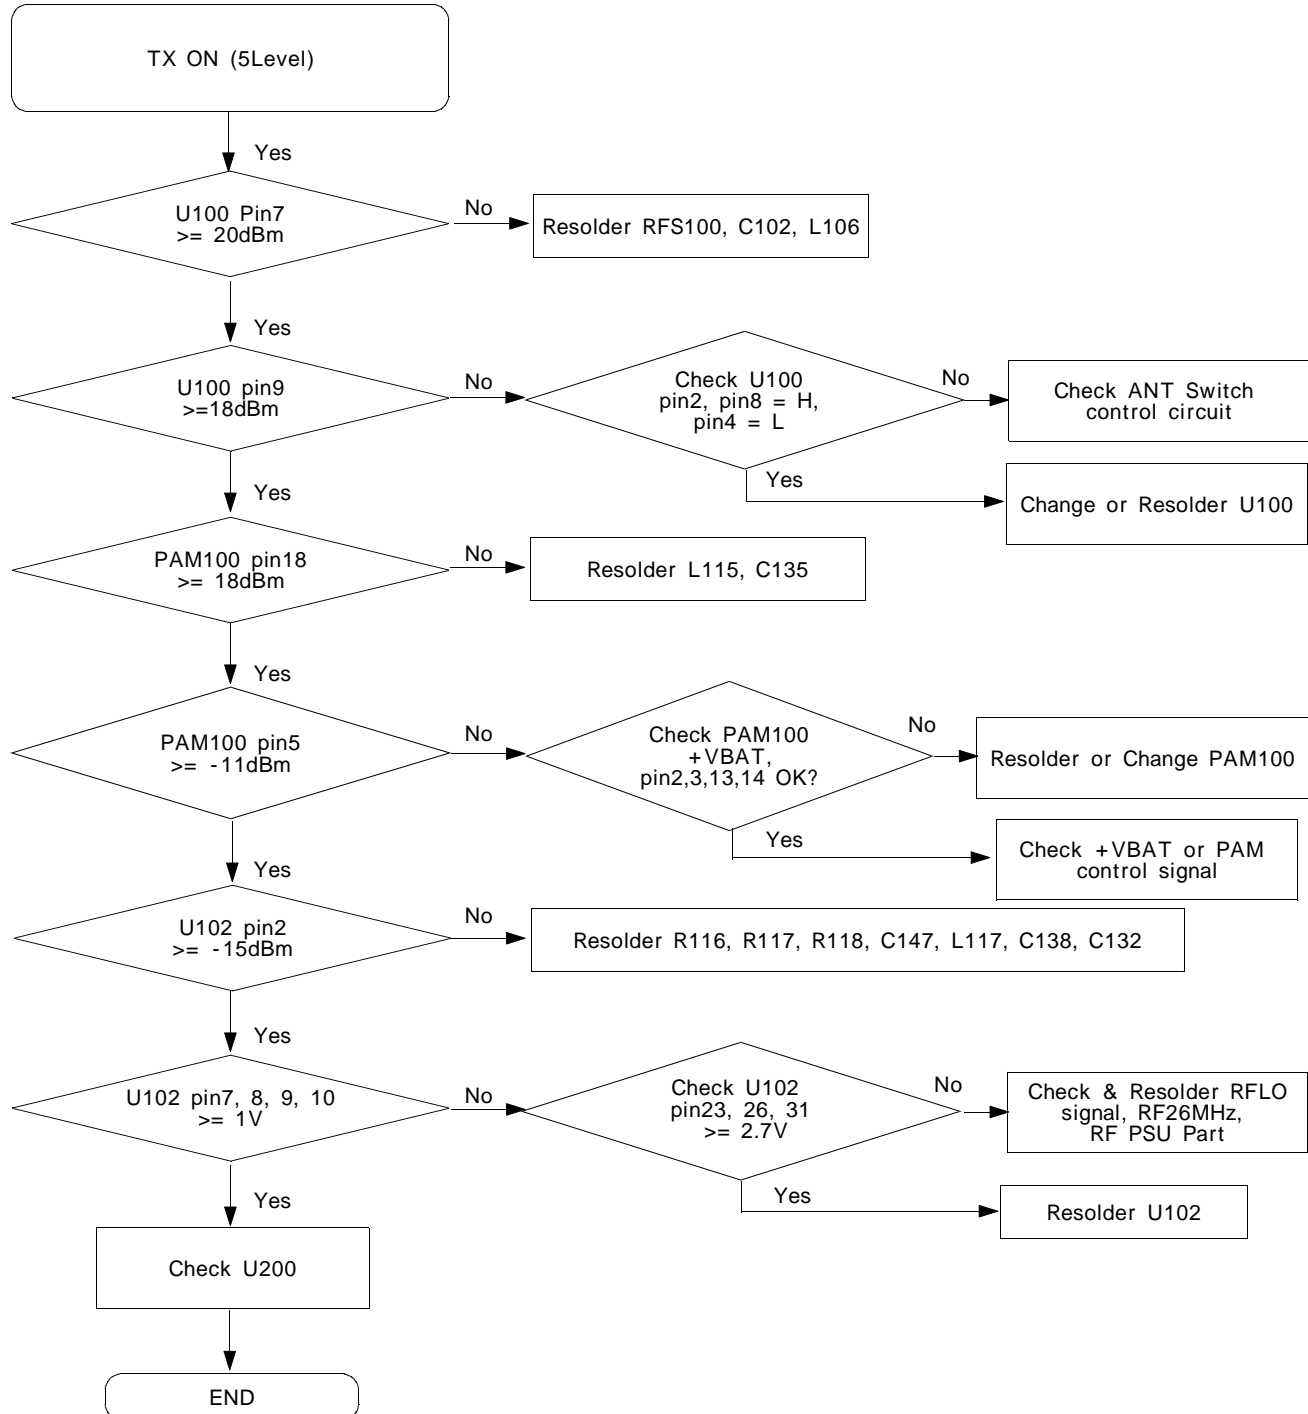 TX ON (5Level)
Yes
U100 Pin7
>= 20dBm
No
Resolder RFS100, C102, L106
Yes
U100 pin9
>=18dBm
No
Check U100
pin2, pin8 = H,
pin4 = L
No
Check ANT Switch
control circuit
Yes
Change or Resolder U100
Yes
PAM100 pin18
>= 18dBm
No
Resolder L115, C135
Yes
PAM100 pin5
>= -11dBm
No
Check PAM100
+VBAT,
pin2,3,13,14 OK?
No
Resolder or Change PAM100
Yes
Check +VBAT or PAM
control signal
Yes
U102 pin2
>= -15dBm
No
Resolder R116, R117, R118, C147, L117, C138, C132
Yes
U102 pin7, 8, 9, 10
>= 1V
No
Check U102
pin23, 26, 31
>= 2.7V
No
Check & Resolder RFLO
signal, RF26MHz,
RF PSU Part
Yes
Resolder U102
Yes
Check U200
END